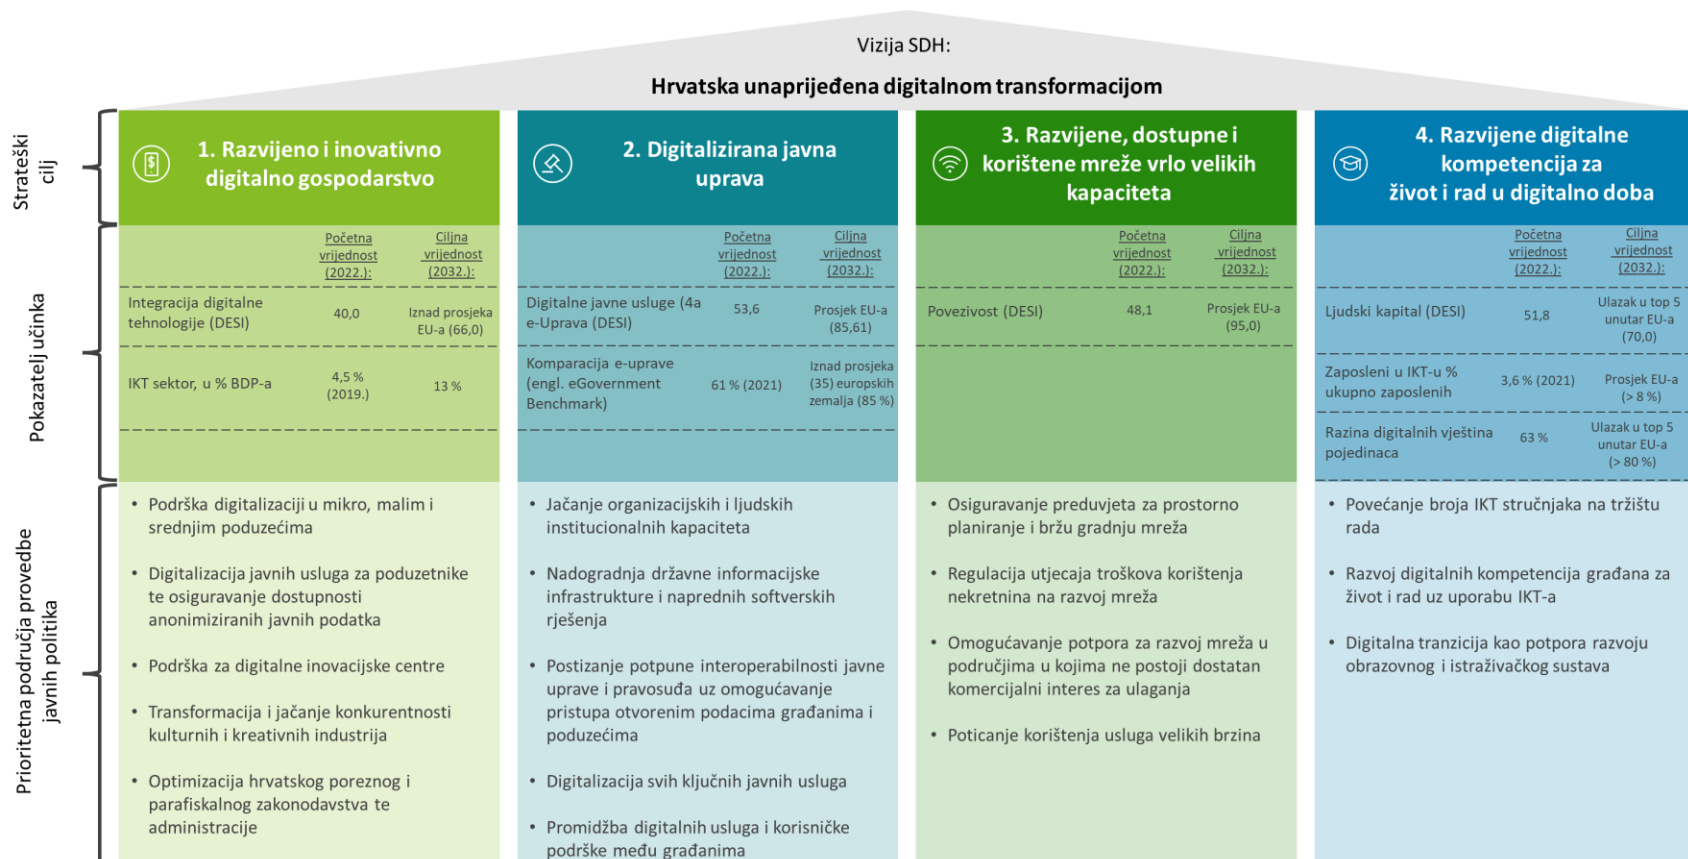 Vizija SDH:
Hrvatska unaprijeđena digitalnom transformacijom
Strateški
cilj
1. Razvijeno i inovativno
digitalno gospodarstvo
2. Digitalizirana javna
uprava
3. Razvijene, dostupne i
korištene mreže vrlo velikih
kapaciteta
4. Razvijene digitalne
kompetencija za
život i rad u digitalno doba
Pokazatelj učinka
Početna
vrijednost
(2022.):
Ciljna
vrijednost
(2032.):
Integracija digitalne
tehnologije (DESI)
40,0
Iznad prosjeka
EU-a (66,0)
IKT sektor, u % BDP-a
4,5 %
(2019.)
13 %
Početna
vrijednost
(2022.):
Ciljna
vrijednost
(2032.):
Digitalne javne usluge (4a
e-Uprava (DESI)
53,6
Prosjek EU-a
(85,61)
Komparacija e-uprave
(engl. eGovernment
Benchmark)
61 % (2021)
Iznad prosjeka
(35) europskih
zemalja (85 %)
Početna
vrijednost
(2022.):
Ciljna
vrijednost
(2032.):
Povezivost (DESI)
48,1
Prosjek EU-a
(95,0)
Početna
vrijednost
(2022.):
Ciljna
vrijednost
(2032.):
Ljudski kapital (DESI)
51,8
Ulazak u top 5
unutar EU-a
(70,0)
Zaposleni u IKT-u %
ukupno zaposlenih
3,6 % (2021)
Prosjek EU-a
(> 8 %)
Razina digitalnih vještina
pojedinaca
63 %
Ulazak u top 5
unutar EU-a
(> 80 %)
Prioritetna područja provedbe
javnih politika
• Podrška digitalizaciji u mikro, malim i
srednjim poduzećima
• Digitalizacija javnih usluga za poduzetnike
te osiguravanje dostupnosti
anonimiziranih javnih podatka
• Podrška za digitalne inovacijske centre
• Transformacija i jačanje konkurentnosti
kulturnih i kreativnih industrija
• Optimizacija hrvatskog poreznog i
parafiskalnog zakonodavstva te
administracije
• Jačanje organizacijskih i ljudskih
institucionalnih kapaciteta
• Nadogradnja državne informacijske
infrastrukture i naprednih softverskih
rješenja
• Postizanje potpune interoperabilnosti javne
uprave i pravosuđa uz omogućavanje
pristupa otvorenim podacima građanima i
poduzećima
• Digitalizacija svih ključnih javnih usluga
• Promidžba digitalnih usluga i korisničke
podrške među građanima
• Osiguravanje preduvjeta za prostorno
planiranje i bržu gradnju mreža
• Regulacija utjecaja troškova korištenja
nekretnina na razvoj mreža
• Omogućavanje potpora za razvoj mreža u
područjima u kojima ne postoji dostatan
komercijalni interes za ulaganja
• Poticanje korištenja usluga velikih brzina
• Povećanje broja IKT stručnjaka na tržištu
rada
• Razvoj digitalnih kompetencija građana za
život i rad uz uporabu IKT-a
• Digitalna tranzicija kao potpora razvoju
obrazovnog i istraživačkog sustava